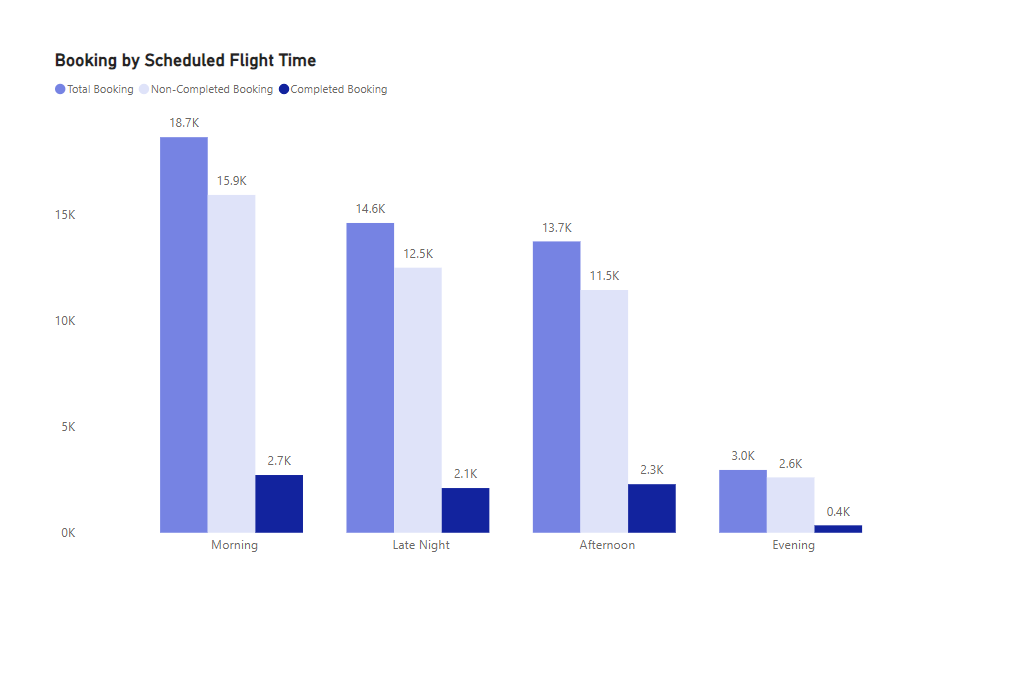 Booking by Scheduled Flight Time
Total Booking Non-Completed Booking Completed Booking
18.7K
15.9K
2.7K
14.6K
12.5K
2.1K
13.7K
11.5K
2.3K
3.0K
2.6K
0.4K
15K
10K
5K
0K
Morning Late Night Afternoon Evening